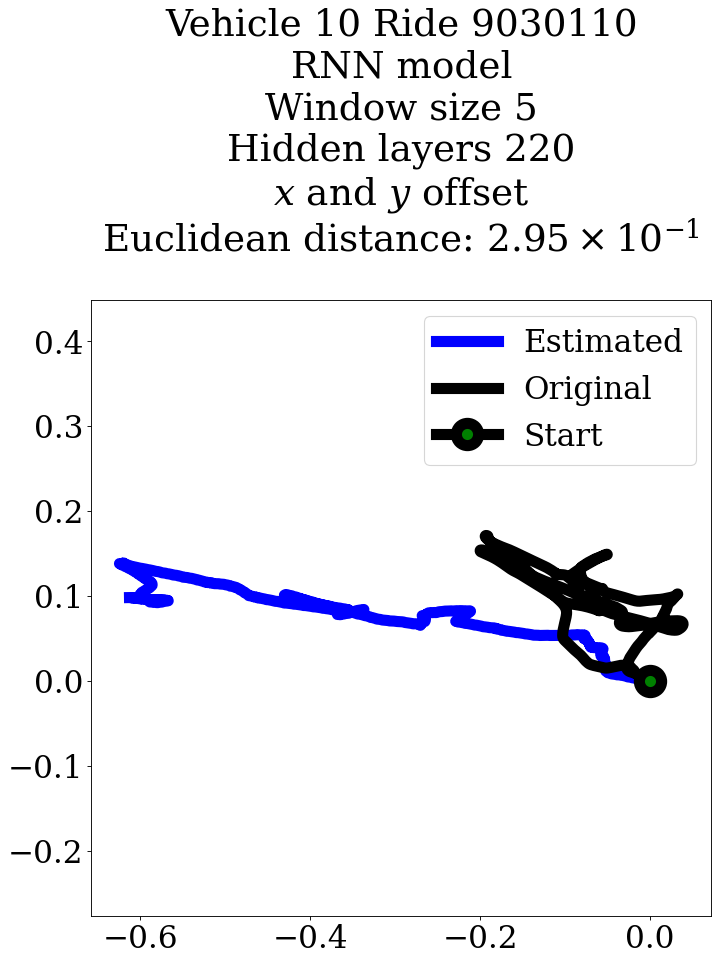 Vehicle 10 Ride 9030110
RNN model
Window size 5
Hidden layers 220
x and y offset
Euclidean distance: 2.95 × 10⁻¹
Estimated
Original
Start
0.4
0.3
0.2
0.1
0.0
−0.1
−0.2
−0.6 −0.4 −0.2 0.0